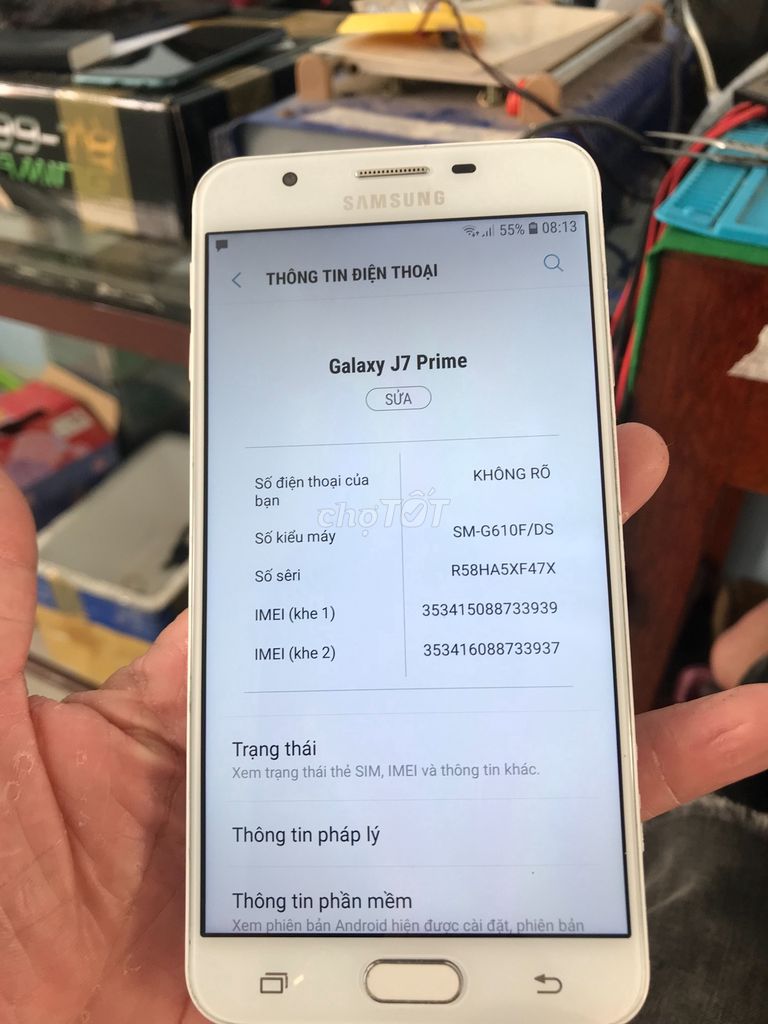 SAMSUNG
55% 08:13
THÔNG TIN ĐIỆN THOẠI
Galaxy J7 Prime
SỬA
Số điện thoại của
bạn
KHÔNG RÕ
chợTỐT
Số kiểu máy
SM-G610F/DS
Số sêri
R58HA5XF47X
IMEI (khe 1)
353415088733939
IMEI (khe 2)
353416088733937
Trạng thái
Xem trạng thái thẻ SIM, IMEI và thông tin khác.
Thông tin pháp lý
Thông tin phần mềm
Xem phiên bản Android hiện được cài đặt, phiên bản